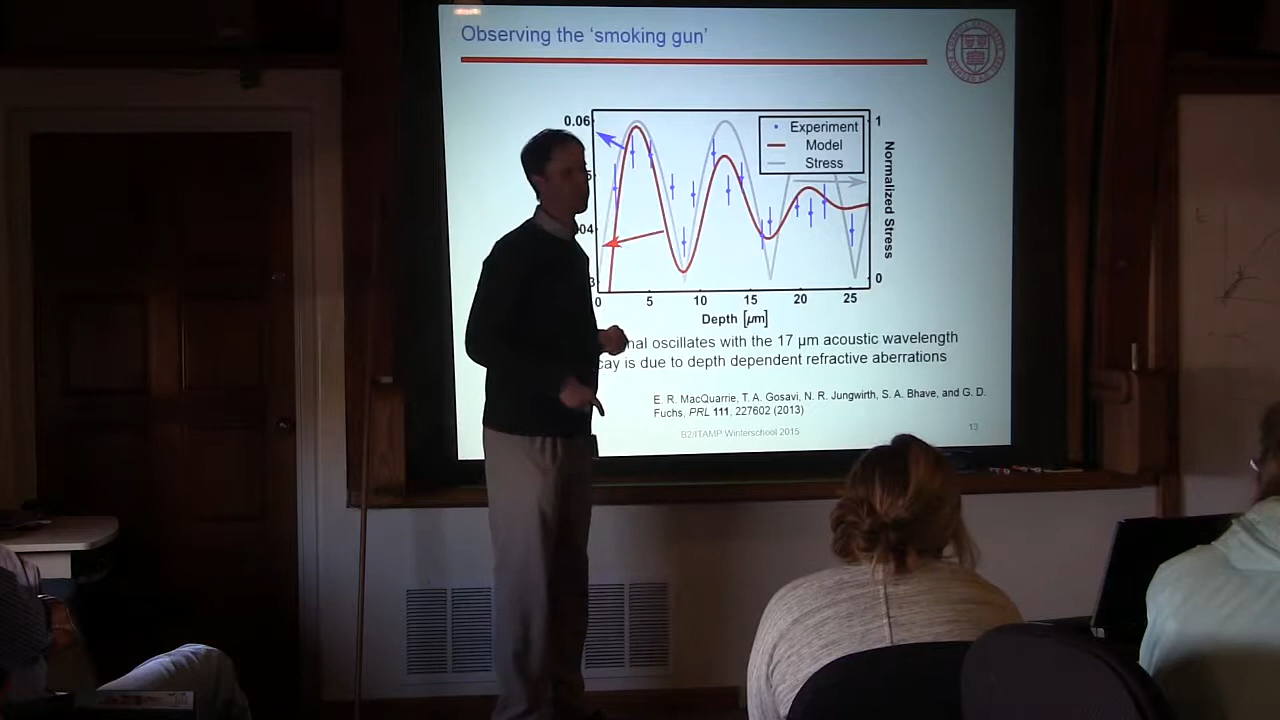 Observing the ‘smoking gun’
0.06
1
Experiment
Model
Stress
Normalized Stress
0
0 5 10 15 20 25
Depth [µm]
oscillates with the 17 µm acoustic wavelength
is due to depth dependent refractive aberrations
E. R. MacQuarrie, T. A. Gosavi, N. R. Jungwirth, S. A. Bhave, and G. D.
Fuchs, PRL 111, 227602 (2013)
B2/ITAMP Winterschool 2015
13